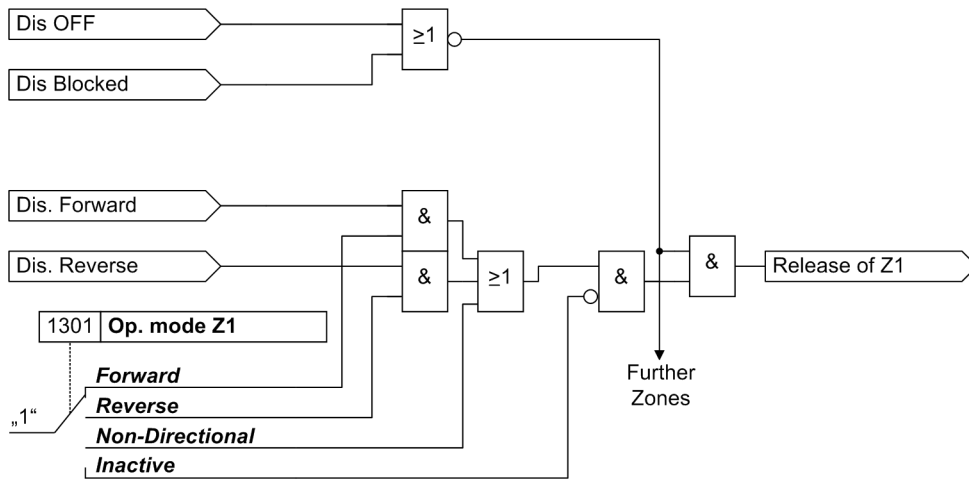 Dis OFF
≥1
Dis Blocked
Dis. Forward
&
Dis. Reverse
&
≥1
&
&
Release of Z1
1301 Op. mode Z1
Forward
Reverse
Non-Directional
Inactive
„1“
Further
Zones